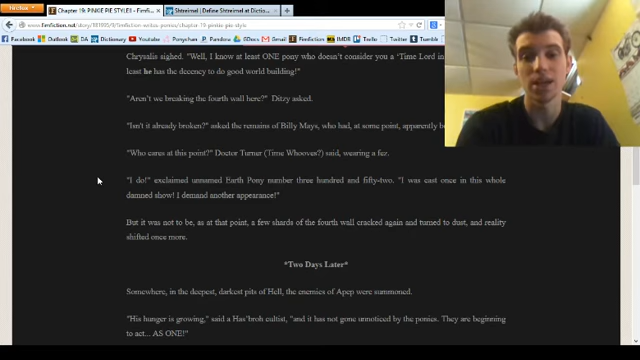 Firefox
Chapter 19: PINKIE PIE STYLE! - Fimfiction
Shtreimel | Define Shtreimel at Dictio...
www.fimfiction.net/story/
/fimfiction-writes-ponies/chapter-19-pinkie-pie-style
Facebook Outlook DA Dictionary Youtube Ponychan Google Docs Gmail Fimfiction IMDB Twitter
Chrysalis sighed. "Well, I know at least ONE pony who doesn't consider you a 'Time Lord in
least he has the decency to do good world building!"
"Aren't we breaking the fourth wall here?" Ditzy asked.
"Isn't it already broken?" asked the remains of Billy Mays, who had, at some point, apparently
"Who cares at this point?" Doctor Turner (Time Whooves?) said, wearing a fez.
"I do!" exclaimed unnamed Earth Pony number three hundred and fifty-two. "I was cast once in this whole
damned show! I demand another appearance!"
But it was not to be, as at that point, a few shards of the fourth wall cracked again and turned to dust, and reality
shifted once more.
*Two Days Later*
Somewhere, in the deepest, darkest pits of Hell, the enemies of Apep were summoned.
"His hunger is growing," said a Has'broh cultist, "and it has not gone unnoticed by the ponies. They are beginning
to act... AS ONE!"